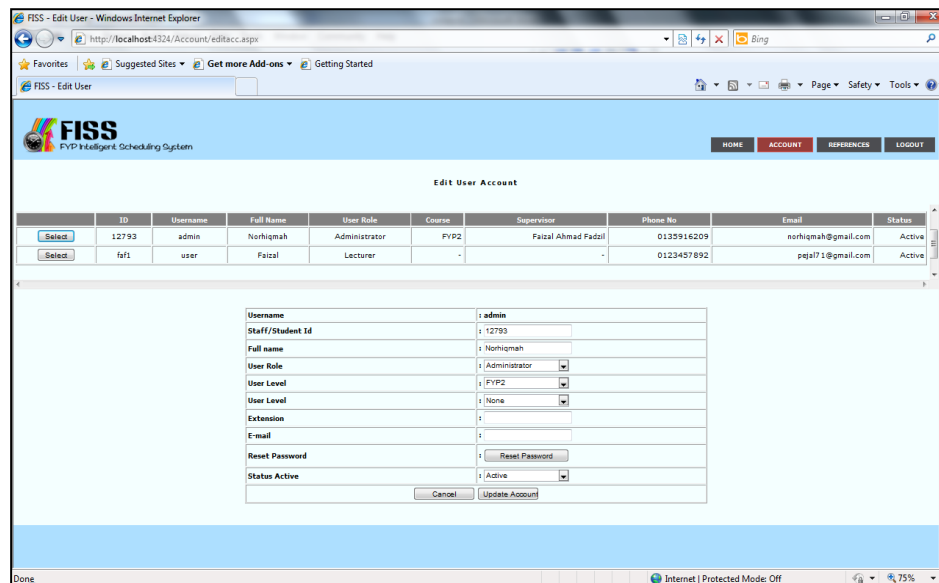 FISS - Edit User - Windows Internet Explorer
http://localhost:4324/Account/editacc.aspx
Bing
Favorites Suggested Sites Get more Add-ons Getting Started
FISS - Edit User
Page Safety Tools
FISS
FYP Intelligent Scheduling System
HOME ACCOUNT REFERENCES LOGOUT
Edit User Account
ID Username Full Name User Role Course Supervisor Phone No Email Status
Select 12793 admin Norhiqmah Administrator FYP2 Faizal Ahmad Fadzil 0135916209 norhiqmah@gmail.com Active
Select faf1 user Faizal Lecturer - - 0123457892 pejal71@gmail.com Active
Username : admin
Staff/Student Id : 12793
Full name : Norhiqmah
User Role : Administrator
User Level : FYP2
User Level : None
Extension :
E-mail :
Reset Password : Reset Password
Status Active : Active
Cancel Update Account
Done Internet | Protected Mode: Off 75%